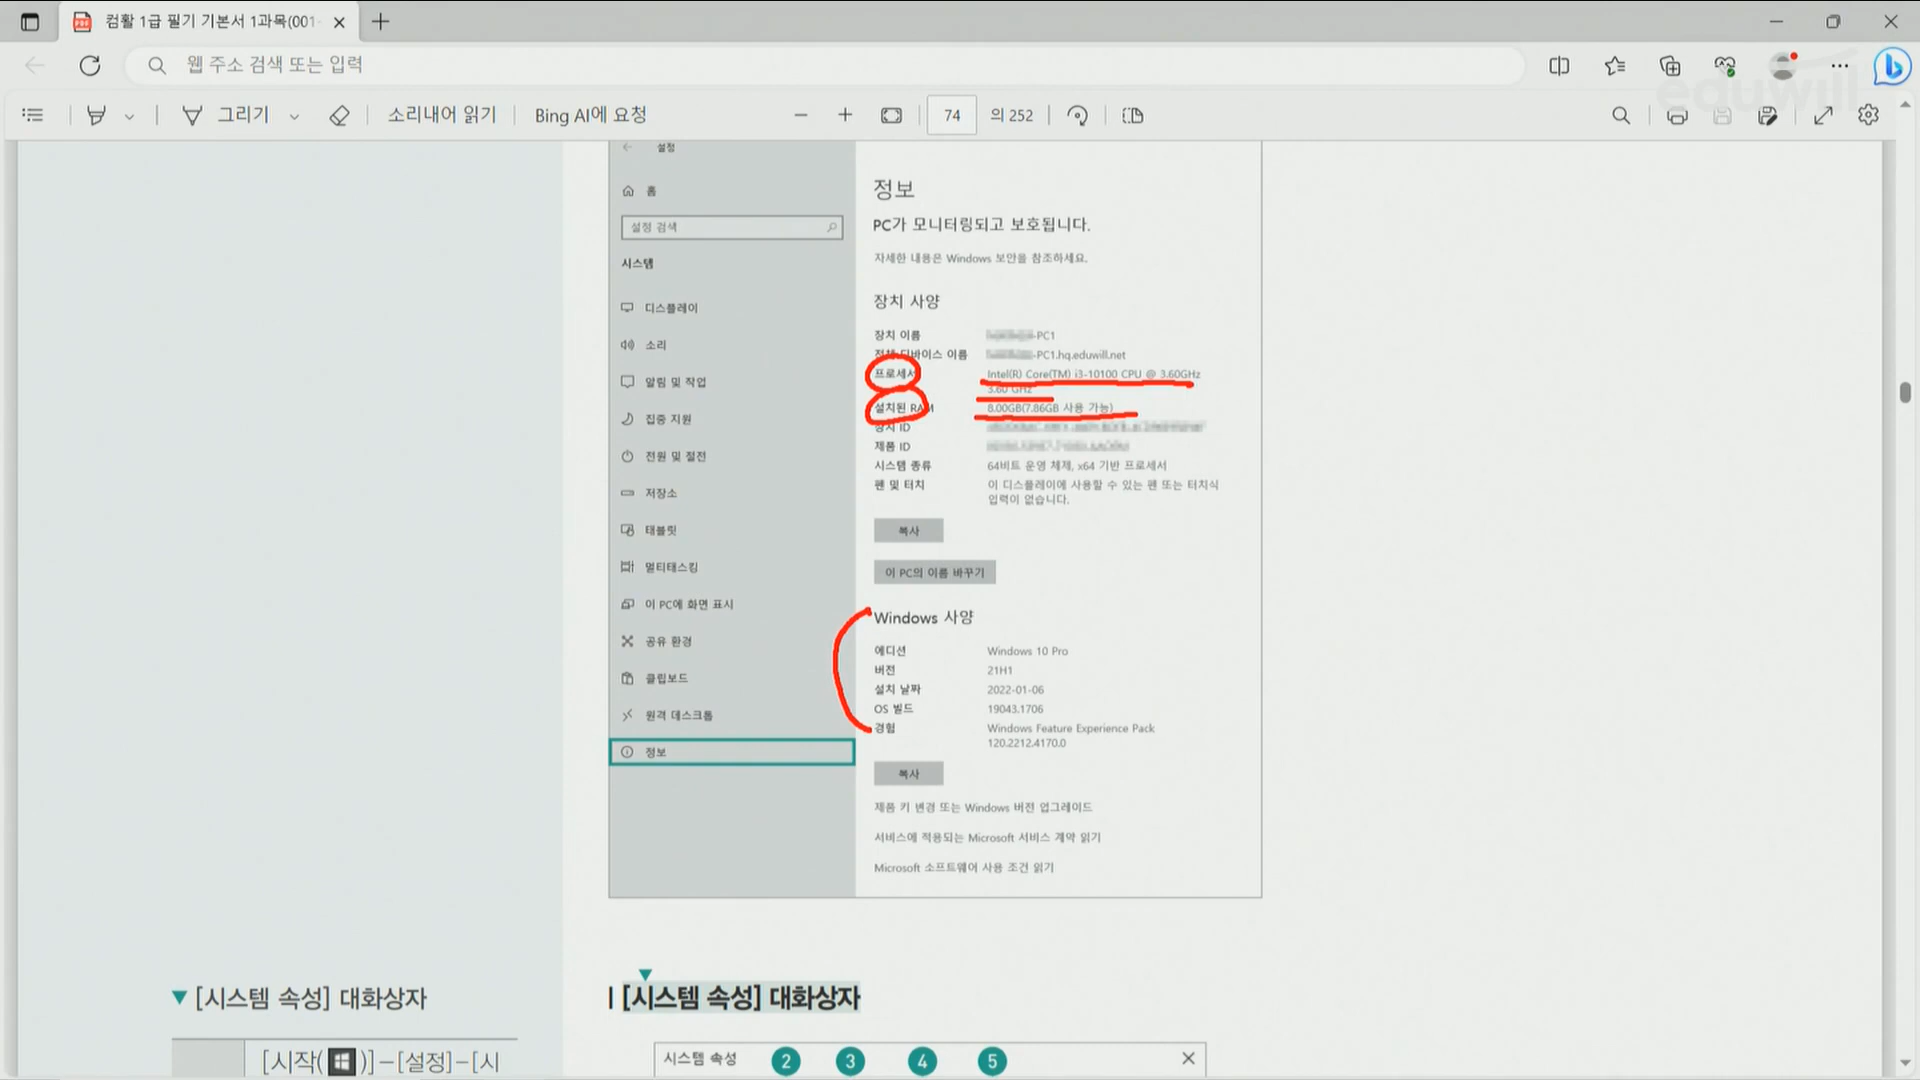 컴활 1급 필기 기본서 1과목(001-
웹 주소 검색 또는 입력
eduwill
그리기
소리내어 읽기
Bing AI에 요청
74
의 252
설정
홈
설정 검색
시스템
디스플레이
소리
알림 및 작업
집중 지원
전원 및 절전
저장소
태블릿
멀티태스킹
이 PC에 화면 표시
공유 환경
클립보드
원격 데스크톱
정보
정보
PC가 모니터링되고 보호됩니다.
자세한 내용은 Windows 보안을 참조하세요.
장치 사양
장치 이름 -PC1
전체 디바이스 이름 -PC1.hq.eduwill.net
프로세서 Intel(R) Core(TM) i3-10100 CPU @ 3.60GHz
3.60 GHz
설치된 RAM 8.00GB(7.86GB 사용 가능)
장치 ID
제품 ID
시스템 종류 64비트 운영 체제, x64 기반 프로세서
펜 및 터치 이 디스플레이에 사용할 수 있는 펜 또는 터치식
입력이 없습니다.
복사
이 PC의 이름 바꾸기
Windows 사양
에디션 Windows 10 Pro
버전 21H1
설치 날짜 2022-01-06
OS 빌드 19043.1706
경험 Windows Feature Experience Pack
120.2212.4170.0
복사
제품 키 변경 또는 Windows 버전 업그레이드
서비스에 적용되는 Microsoft 서비스 계약 읽기
Microsoft 소프트웨어 사용 조건 읽기
▼ [시스템 속성] 대화상자
[시작( )]-[설정]-[시
▼
| [시스템 속성] 대화상자
시스템 속성 2 3 4 5